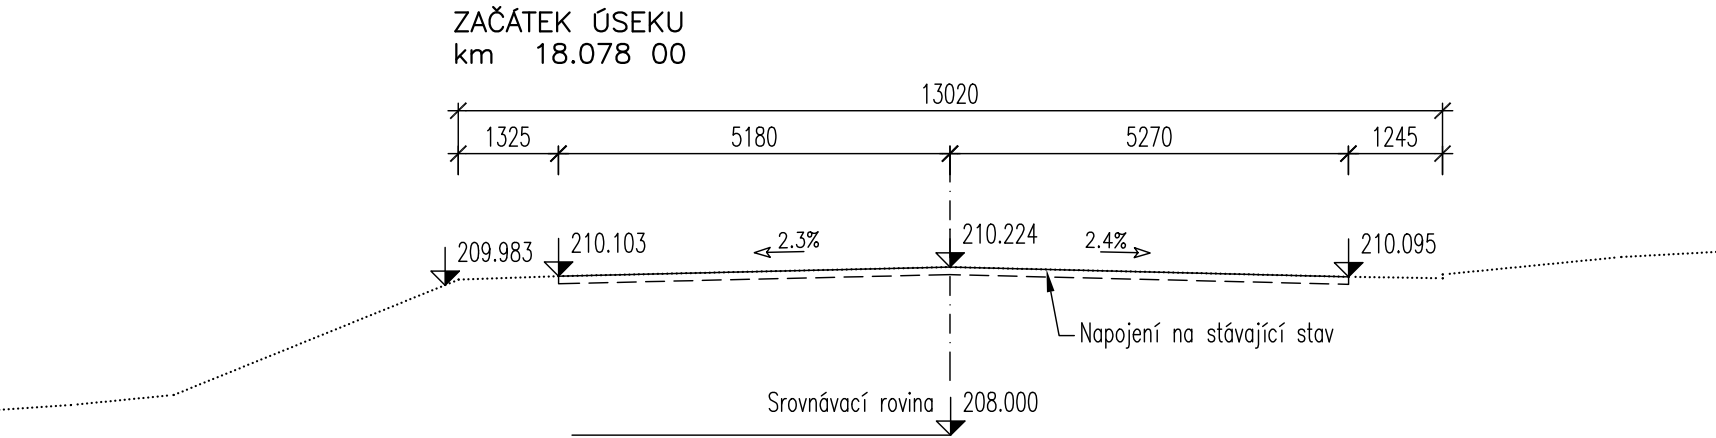 ZAČÁTEK ÚSEKU
km 18.078 00
13020
1325 5180 5270 1245
209.983 210.103 2.3% 210.224 2.4% 210.095
Napojení na stávající stav
Srovnávací rovina 208.000